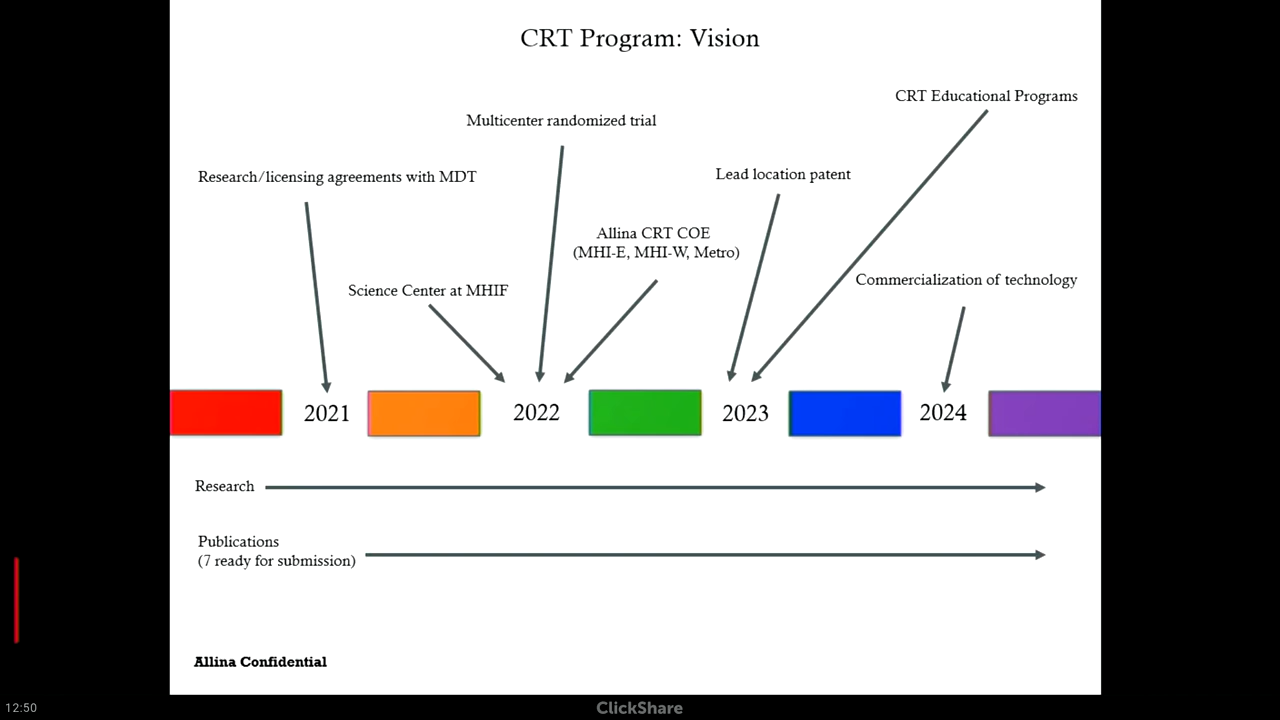 CRT Program: Vision
CRT Educational Programs
Multicenter randomized trial
Research/licensing agreements with MDT
Lead location patent
Allina CRT COE
(MHI-E, MHI-W, Metro)
Science Center at MHIF
Commercialization of technology
2021
2022
2023
2024
Research
Publications
(7 ready for submission)
Allina Confidential
12:50
ClickShare